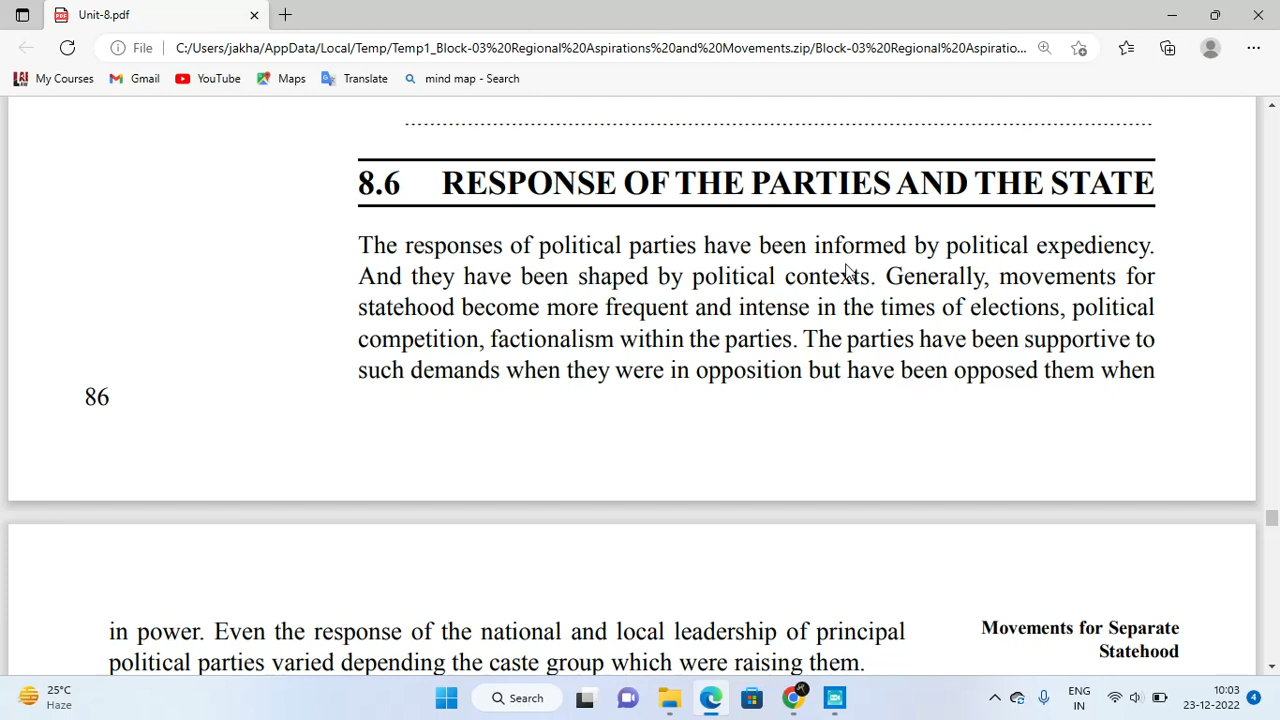 Unit-8.pdf
File
C:/Users/jakha/AppData/Local/Temp/Temp1_Block-03%20Regional%20Aspirations%20and%20Movements.zip/Block-03%20Regional%20Aspiratio...
My Courses
Gmail
YouTube
Maps
Translate
mind map - Search
8.6 RESPONSE OF THE PARTIES AND THE STATE
The responses of political parties have been informed by political expediency.
And they have been shaped by political contexts. Generally, movements for
statehood become more frequent and intense in the times of elections, political
competition, factionalism within the parties. The parties have been supportive to
such demands when they were in opposition but have been opposed them when
86
in power. Even the response of the national and local leadership of principal
political parties varied depending the caste group which were raising them.
Movements for Separate
Statehood
25°C
Haze
Search
ENG
IN
10:03
23-12-2022
4